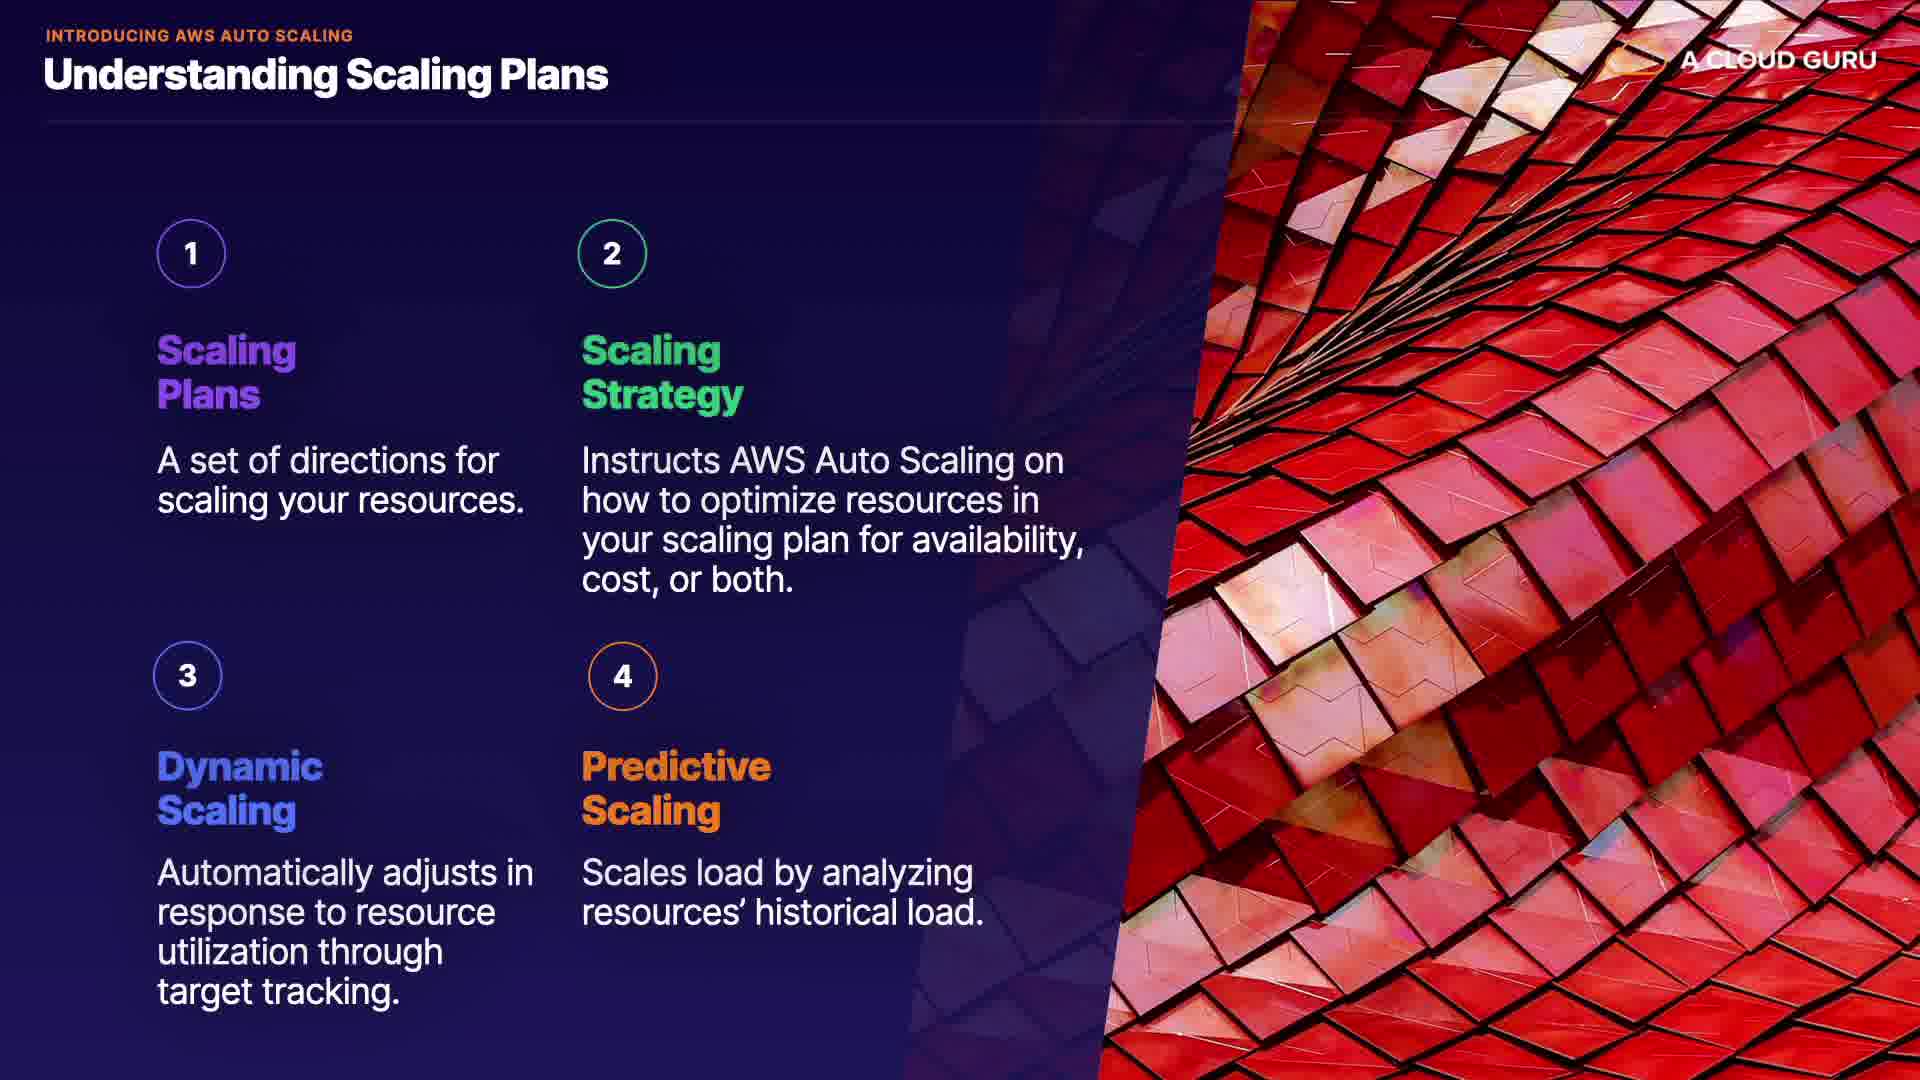 INTRODUCING AWS AUTO SCALING
Understanding Scaling Plans
A CLOUD GURU
1
Scaling
Plans
A set of directions for
scaling your resources.
2
Scaling
Strategy
Instructs AWS Auto Scaling on
how to optimize resources in
your scaling plan for availability,
cost, or both.
3
Dynamic
Scaling
Automatically adjusts in
response to resource
utilization through
target tracking.
4
Predictive
Scaling
Scales load by analyzing
resources’ historical load.